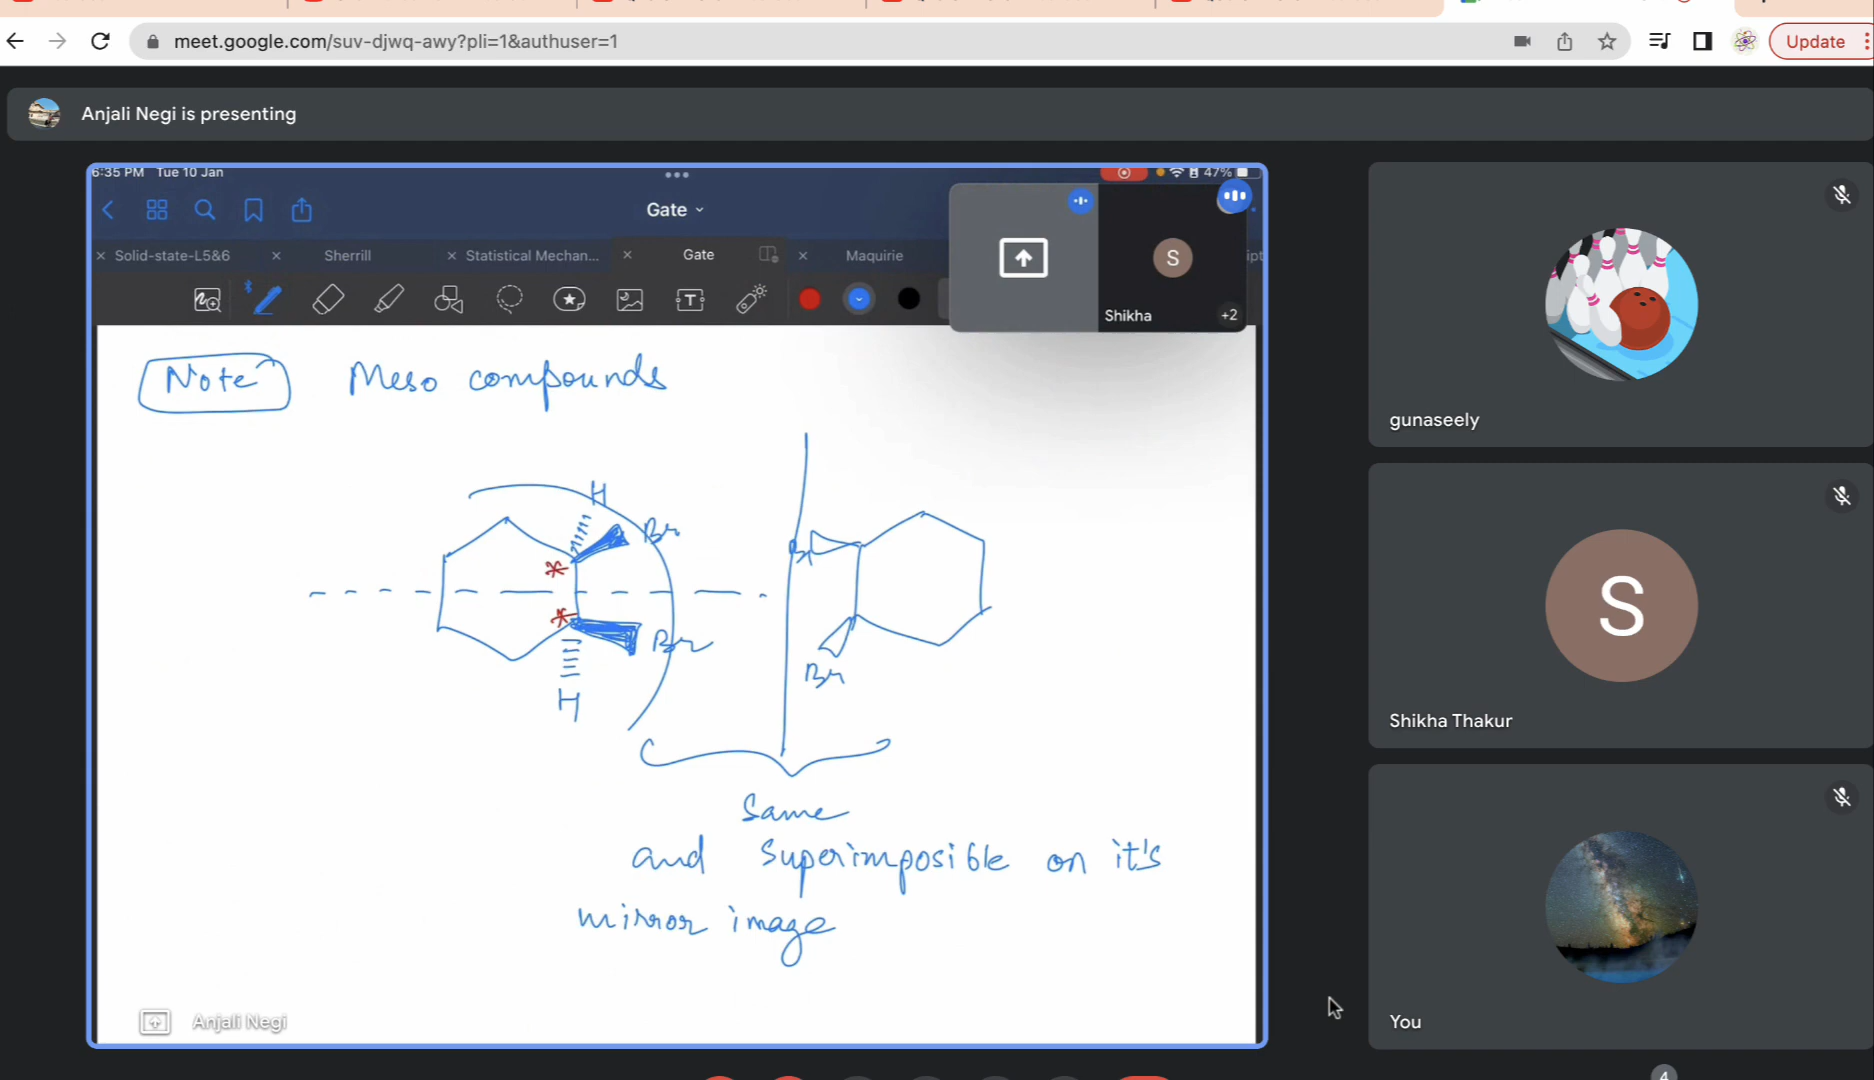 meet.google.com/suv-djwq-awy?pli=1&authuser=1
Update
Anjali Negi is presenting
6:35 PM Tue 10 Jan
47%
Gate
Solid-state-L5&6
Sherrill
Statistical Mechan...
Gate
Maquirie
ipt
T
S
Shikha
+2
Note
Meso compounds
H
Br
*
*
Br
H
Br
Br
Same
and Superimposible on it's
mirror image
Anjali Negi
gunaseely
S
Shikha Thakur
You
4